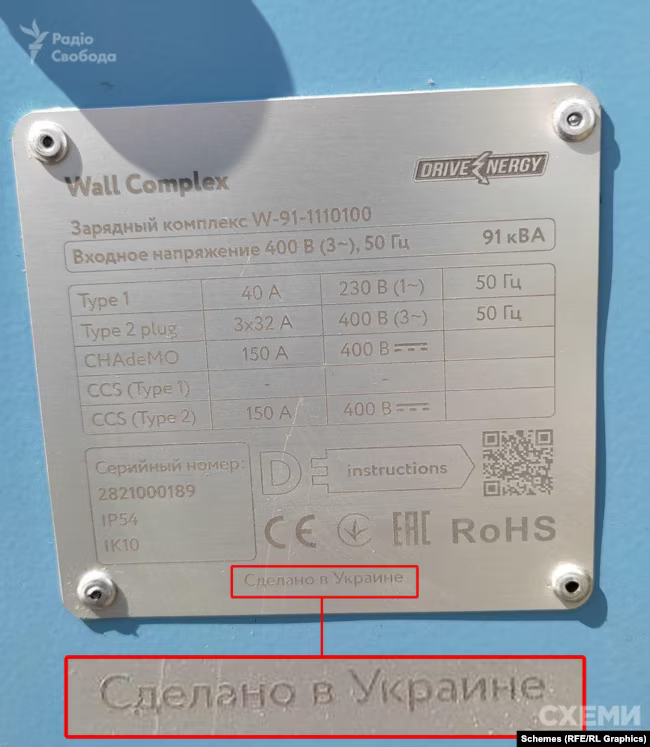 Радіо
Свобода
DRIVE ENERGY
Wall Complex
Зарядный комплекс W-91-1110100
Входное напряжение 400 В (3~), 50 Гц 91 кВА
Type 1 40 A 230 В (1~) 50 Гц
Type 2 plug 3x32 A 400 В (3~) 50 Гц
CHAdeMO 150 A 400 В
CCS (Type 1) - -
CCS (Type 2) 150 A 400 В
Серийный номер:
2821000189
IP54
IK10
DE instructions
CE EAC RoHS
Сделано в Украине
Сделано в Украине
СХЕМИ
Schemes (RFE/RL Graphics)